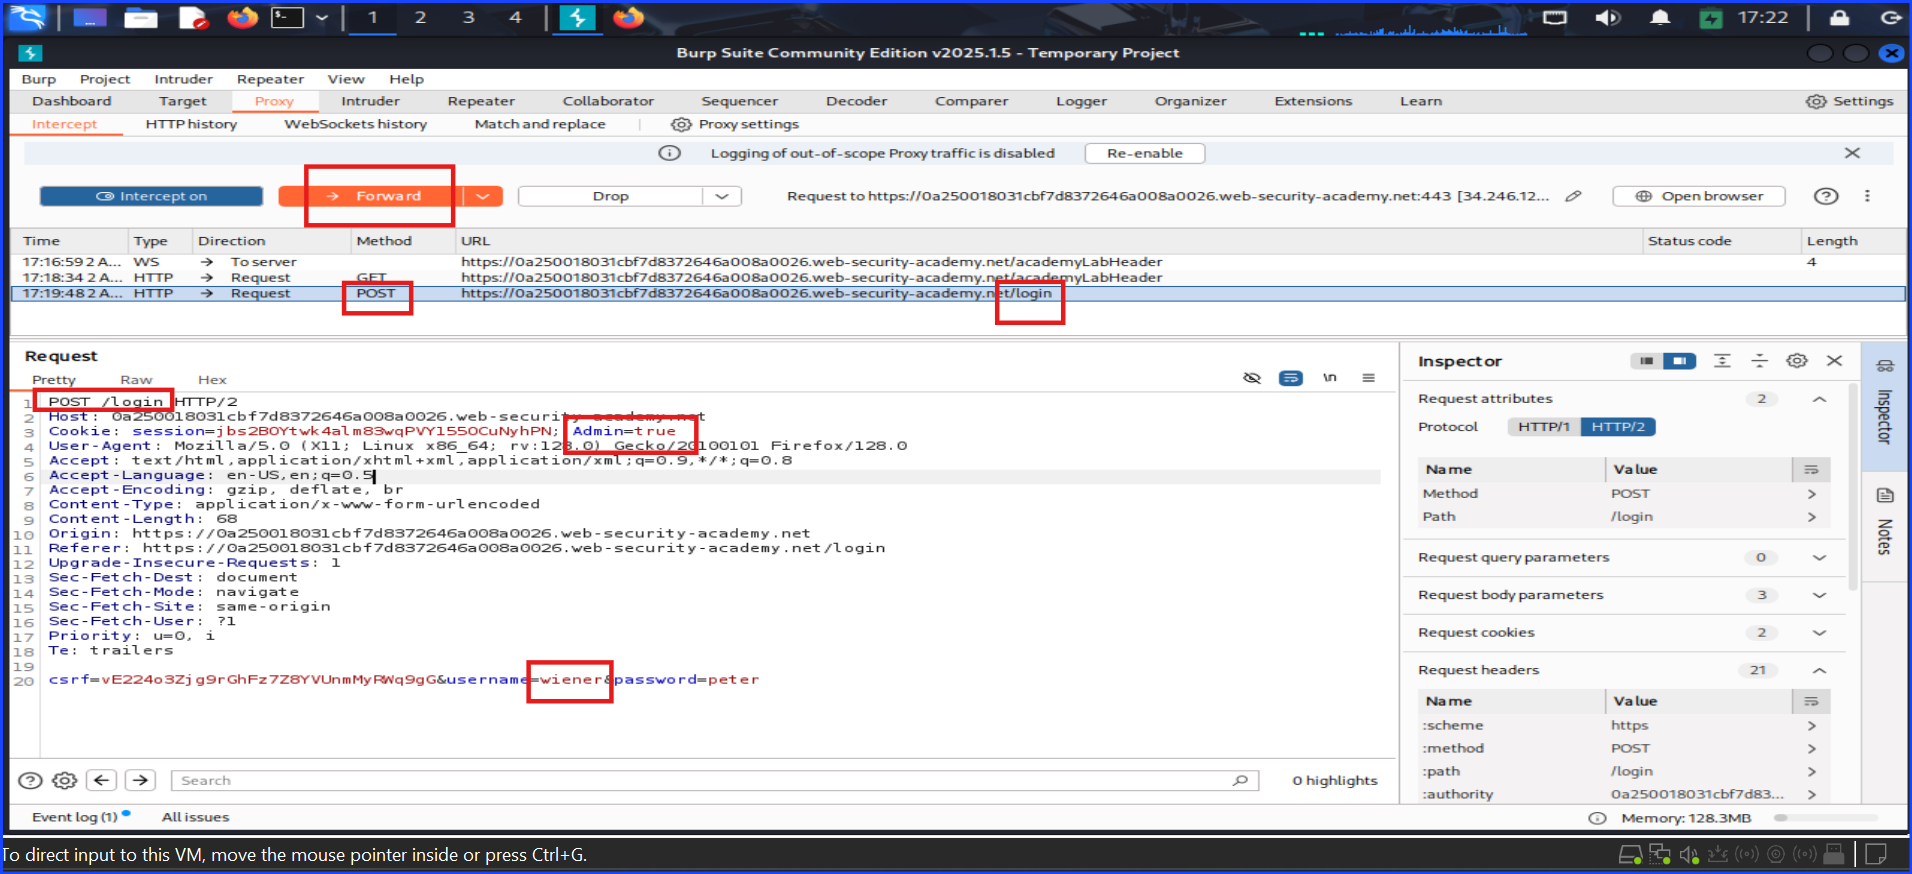 1 2 3 4 17:22
Burp Suite Community Edition v2025.1.5 - Temporary Project
Burp Project Intruder Repeater View Help
Dashboard Target Proxy Intruder Repeater Collaborator Sequencer Decoder Comparer Logger Organizer Extensions Learn Settings
Intercept HTTP history WebSockets history Match and replace Proxy settings
Logging of out-of-scope Proxy traffic is disabled Re-enable
Intercept on Forward Drop Request to https://0a250018031cbf7d8372646a008a0026.web-security-academy.net:443 [34.246.12... Open browser
Time Type Direction Method URL Status code Length
17:16:59 2 A... WS To server https://0a250018031cbf7d8372646a008a0026.web-security-academy.net/academyLabHeader 4
17:18:34 2 A... HTTP Request GET https://0a250018031cbf7d8372646a008a0026.web-security-academy.net/academyLabHeader
17:19:48 2 A... HTTP Request POST https://0a250018031cbf7d8372646a008a0026.web-security-academy.net/login
Request
Pretty Raw Hex
\n
1 POST /login HTTP/2
2 Host: 0a250018031cbf7d8372646a008a0026.web-security-academy.net
3 Cookie: session=jbs2BOYtwk4alm83wqPVYl550CuNyhPN; Admin=true
4 User-Agent: Mozilla/5.0 (X11; Linux x86_64; rv:128.0) Gecko/20100101 Firefox/128.0
5 Accept: text/html,application/xhtml+xml,application/xml;q=0.9,*/*;q=0.8
6 Accept-Language: en-US,en;q=0.5
7 Accept-Encoding: gzip, deflate, br
8 Content-Type: application/x-www-form-urlencoded
9 Content-Length: 68
10 Origin: https://0a250018031cbf7d8372646a008a0026.web-security-academy.net
11 Referer: https://0a250018031cbf7d8372646a008a0026.web-security-academy.net/login
12 Upgrade-Insecure-Requests: 1
13 Sec-Fetch-Dest: document
14 Sec-Fetch-Mode: navigate
15 Sec-Fetch-Site: same-origin
16 Sec-Fetch-User: ?1
17 Priority: u=0, i
18 Te: trailers
19
20 csrf=vE224o3Zjg9rGhFz7Z8YVUnmMyRWq9gG&username=wiener&password=peter
Search 0 highlights
Inspector
Request attributes 2
Protocol HTTP/1 HTTP/2
Name Value
Method POST
Path /login
Request query parameters 0
Request body parameters 3
Request cookies 2
Request headers 21
Name Value
:scheme https
:method POST
:path /login
:authority 0a250018031cbf7d83...
Inspector
Notes
Event log (1) All issues Memory: 128.3MB
To direct input to this VM, move the mouse pointer inside or press Ctrl+G.